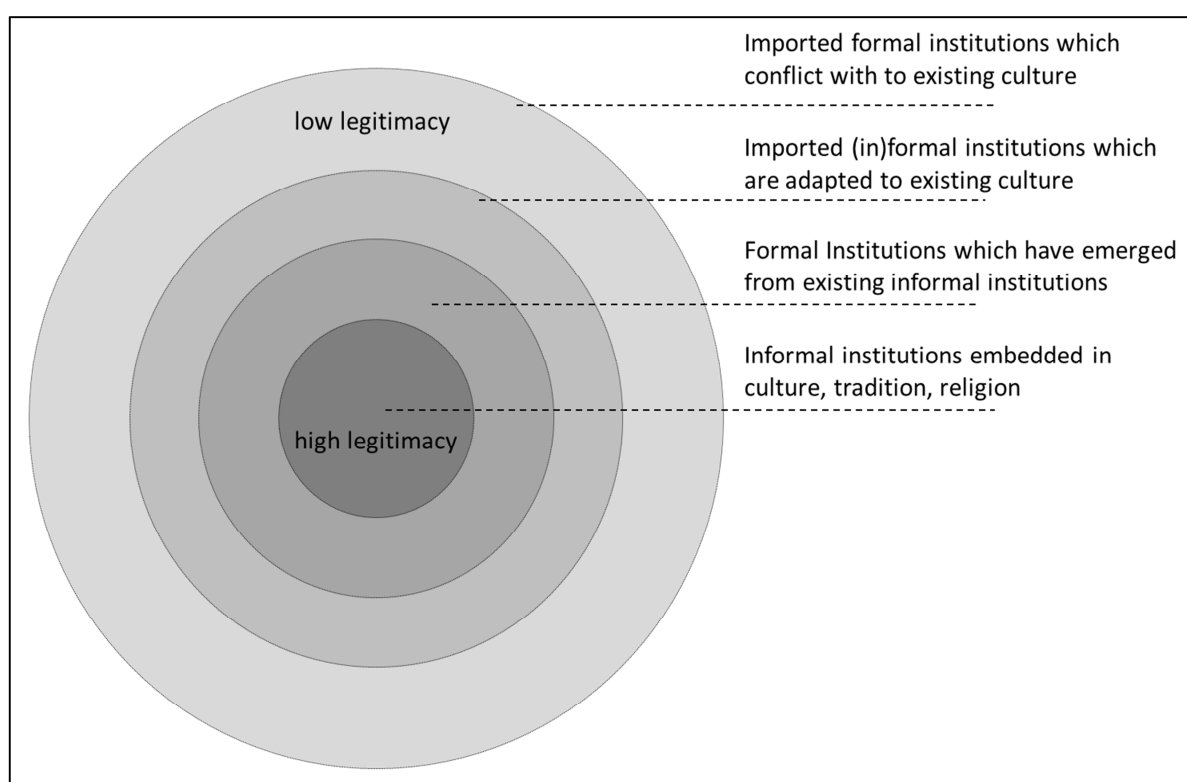 Imported formal institutions which
conflict with to existing culture
low legitimacy
Imported (in)formal institutions which
are adapted to existing culture
Formal Institutions which have emerged
from existing informal institutions
Informal institutions embedded in
culture, tradition, religion
high legitimacy